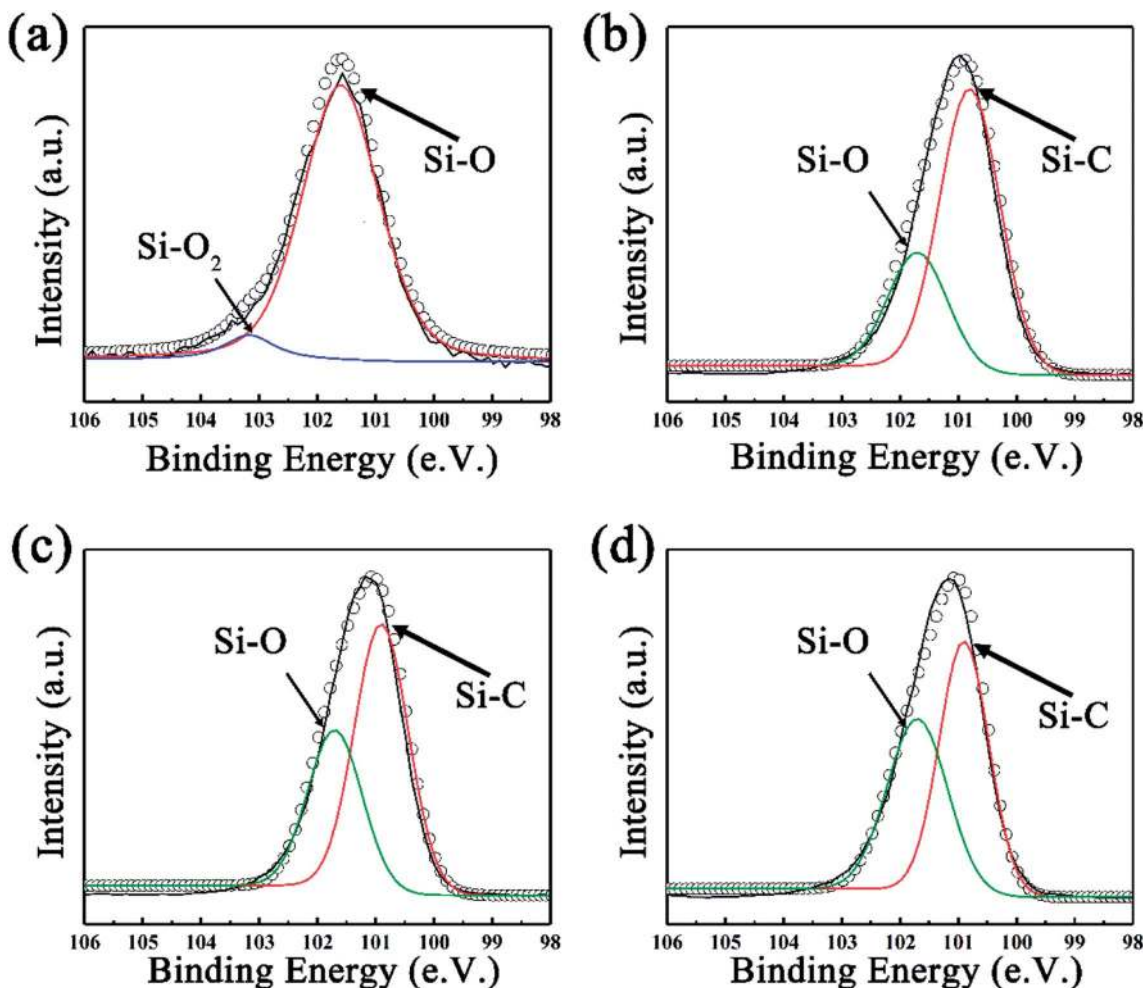 (a)
Intensity (a.u.)
Si-O
Si-O₂
106 105 104 103 102 101 100 99 98
Binding Energy (e.V.)
(b)
Intensity (a.u.)
Si-O
Si-C
106 105 104 103 102 101 100 99 98
Binding Energy (e.V.)
(c)
Intensity (a.u.)
Si-O
Si-C
106 105 104 103 102 101 100 99 98
Binding Energy (e.V.)
(d)
Intensity (a.u.)
Si-O
Si-C
106 105 104 103 102 101 100 99 98
Binding Energy (e.V.)